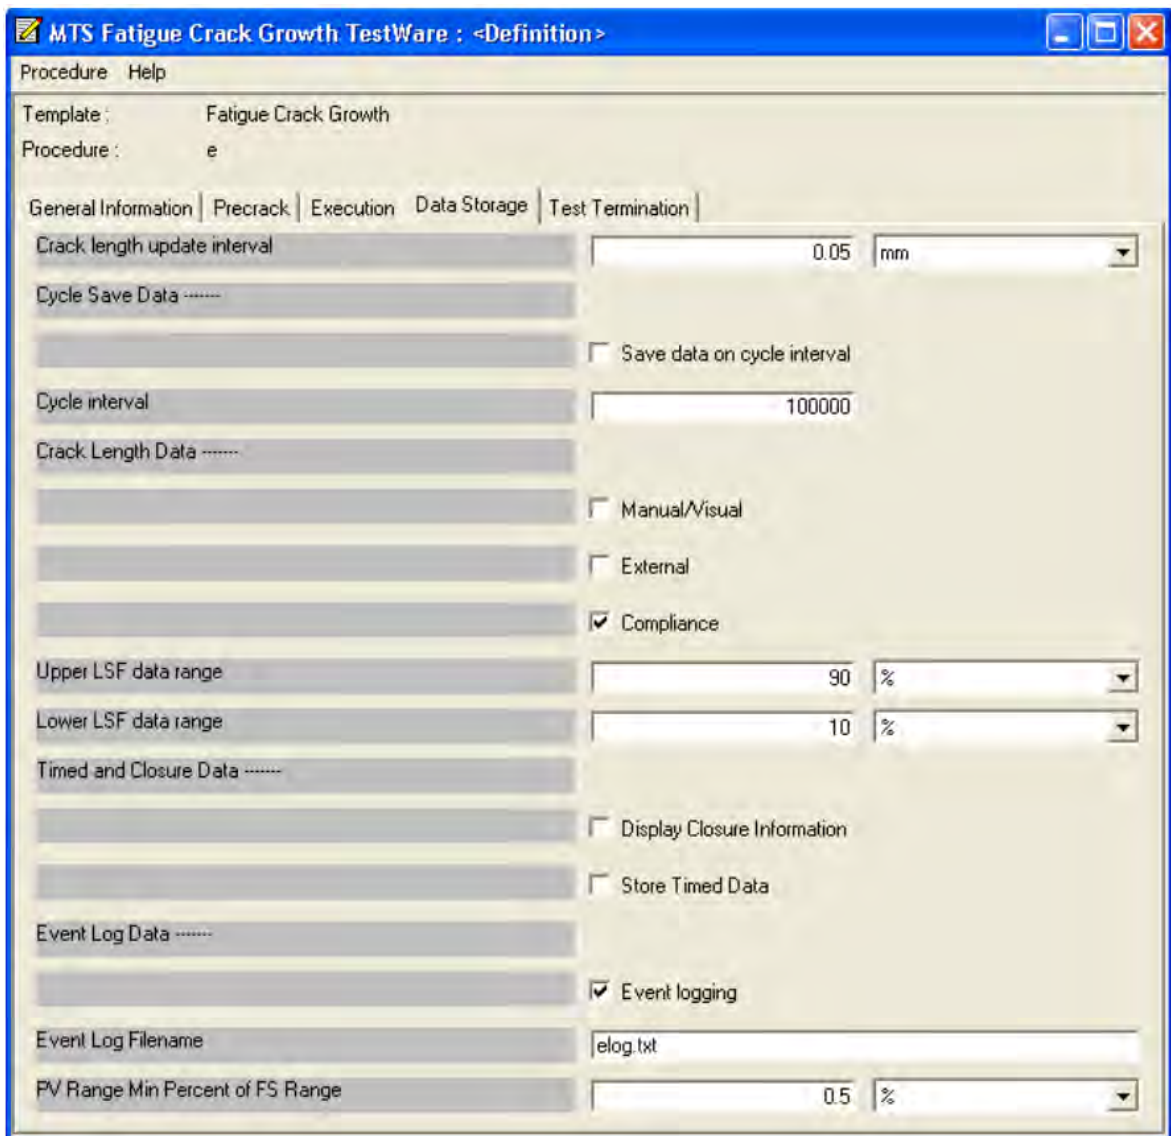 MTS Fatigue Crack Growth TestWare : <Definition>
Procedure Help
Template : Fatigue Crack Growth
Procedure : e
General Information Precrack Execution Data Storage Test Termination
Crack length update interval 0.05 mm
Cycle Save Data -------
Save data on cycle interval
Cycle interval 100000
Crack Length Data -------
Manual/Visual
External
Compliance
Upper LSF data range 90 %
Lower LSF data range 10 %
Timed and Closure Data -------
Display Closure Information
Store Timed Data
Event Log Data -------
Event logging
Event Log Filename elog.txt
PV Range Min Percent of FS Range 0.5 %